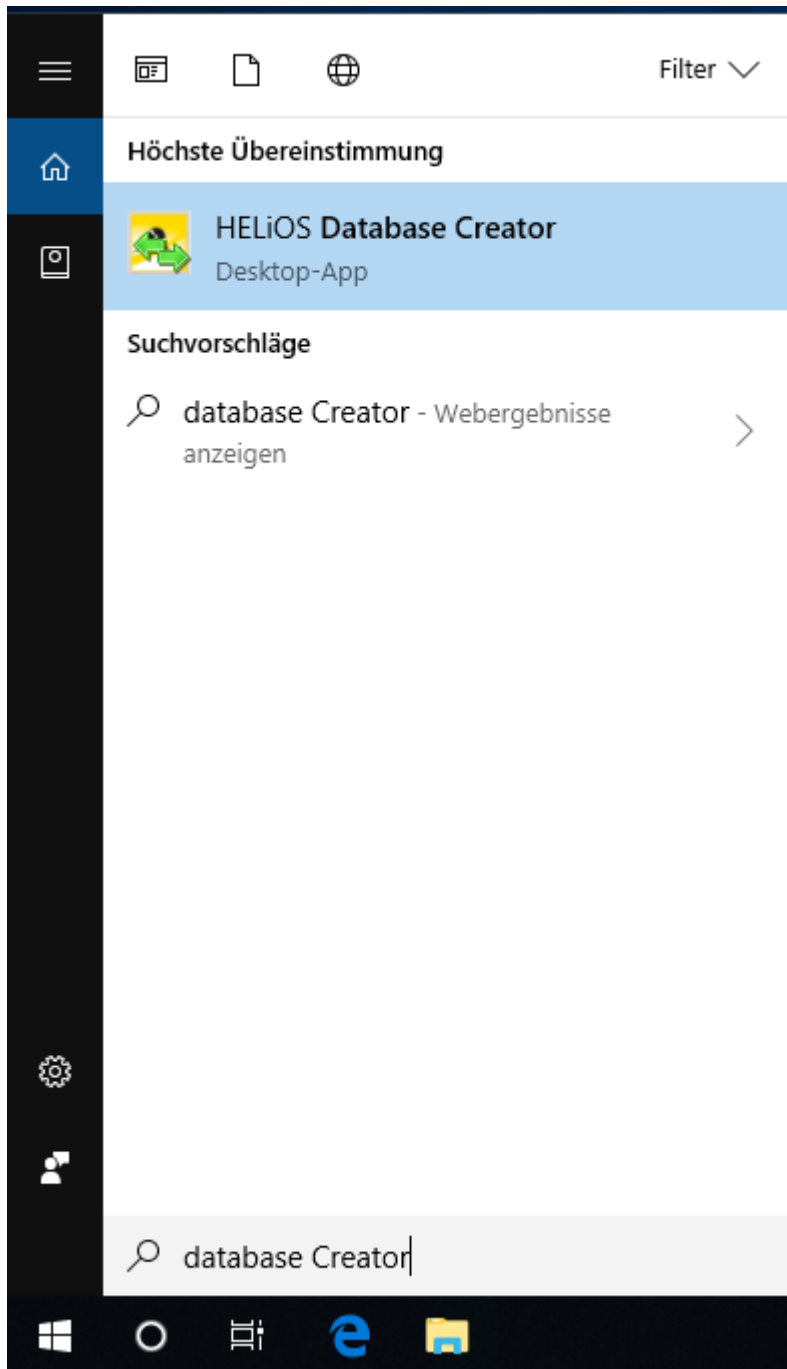 Filter
Höchste Übereinstimmung
HELiOS Database Creator
Desktop-App
Suchvorschläge
database Creator - Webergebnisse
anzeigen
database Creator